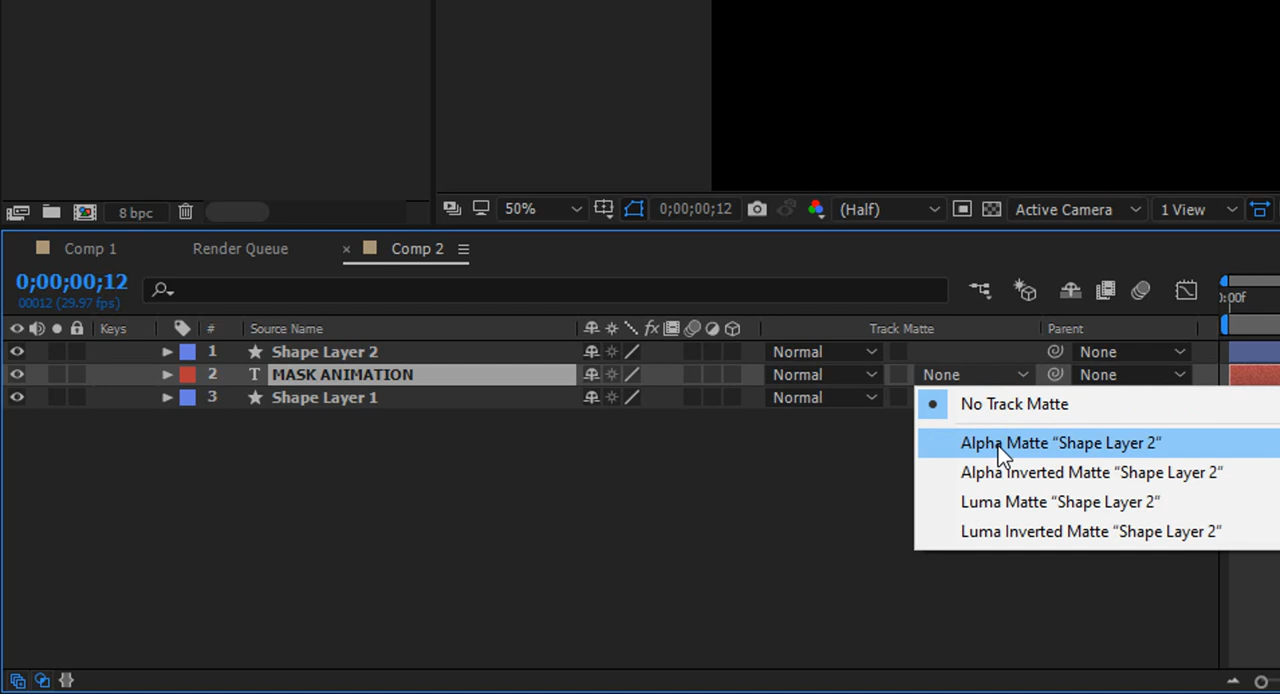 8 bpc
50% 0;00;00;12 (Half) Active Camera 1 View
Comp 1 Render Queue × Comp 2
0;00;00;12
00012 (29.97 fps)
0:00f
Keys # Source Name fx Track Matte Parent
1 Shape Layer 2 Normal None
2 T MASK ANIMATION Normal None None
3 Shape Layer 1 Normal
No Track Matte
Alpha Matte “Shape Layer 2”
Alpha Inverted Matte “Shape Layer 2”
Luma Matte “Shape Layer 2”
Luma Inverted Matte “Shape Layer 2”